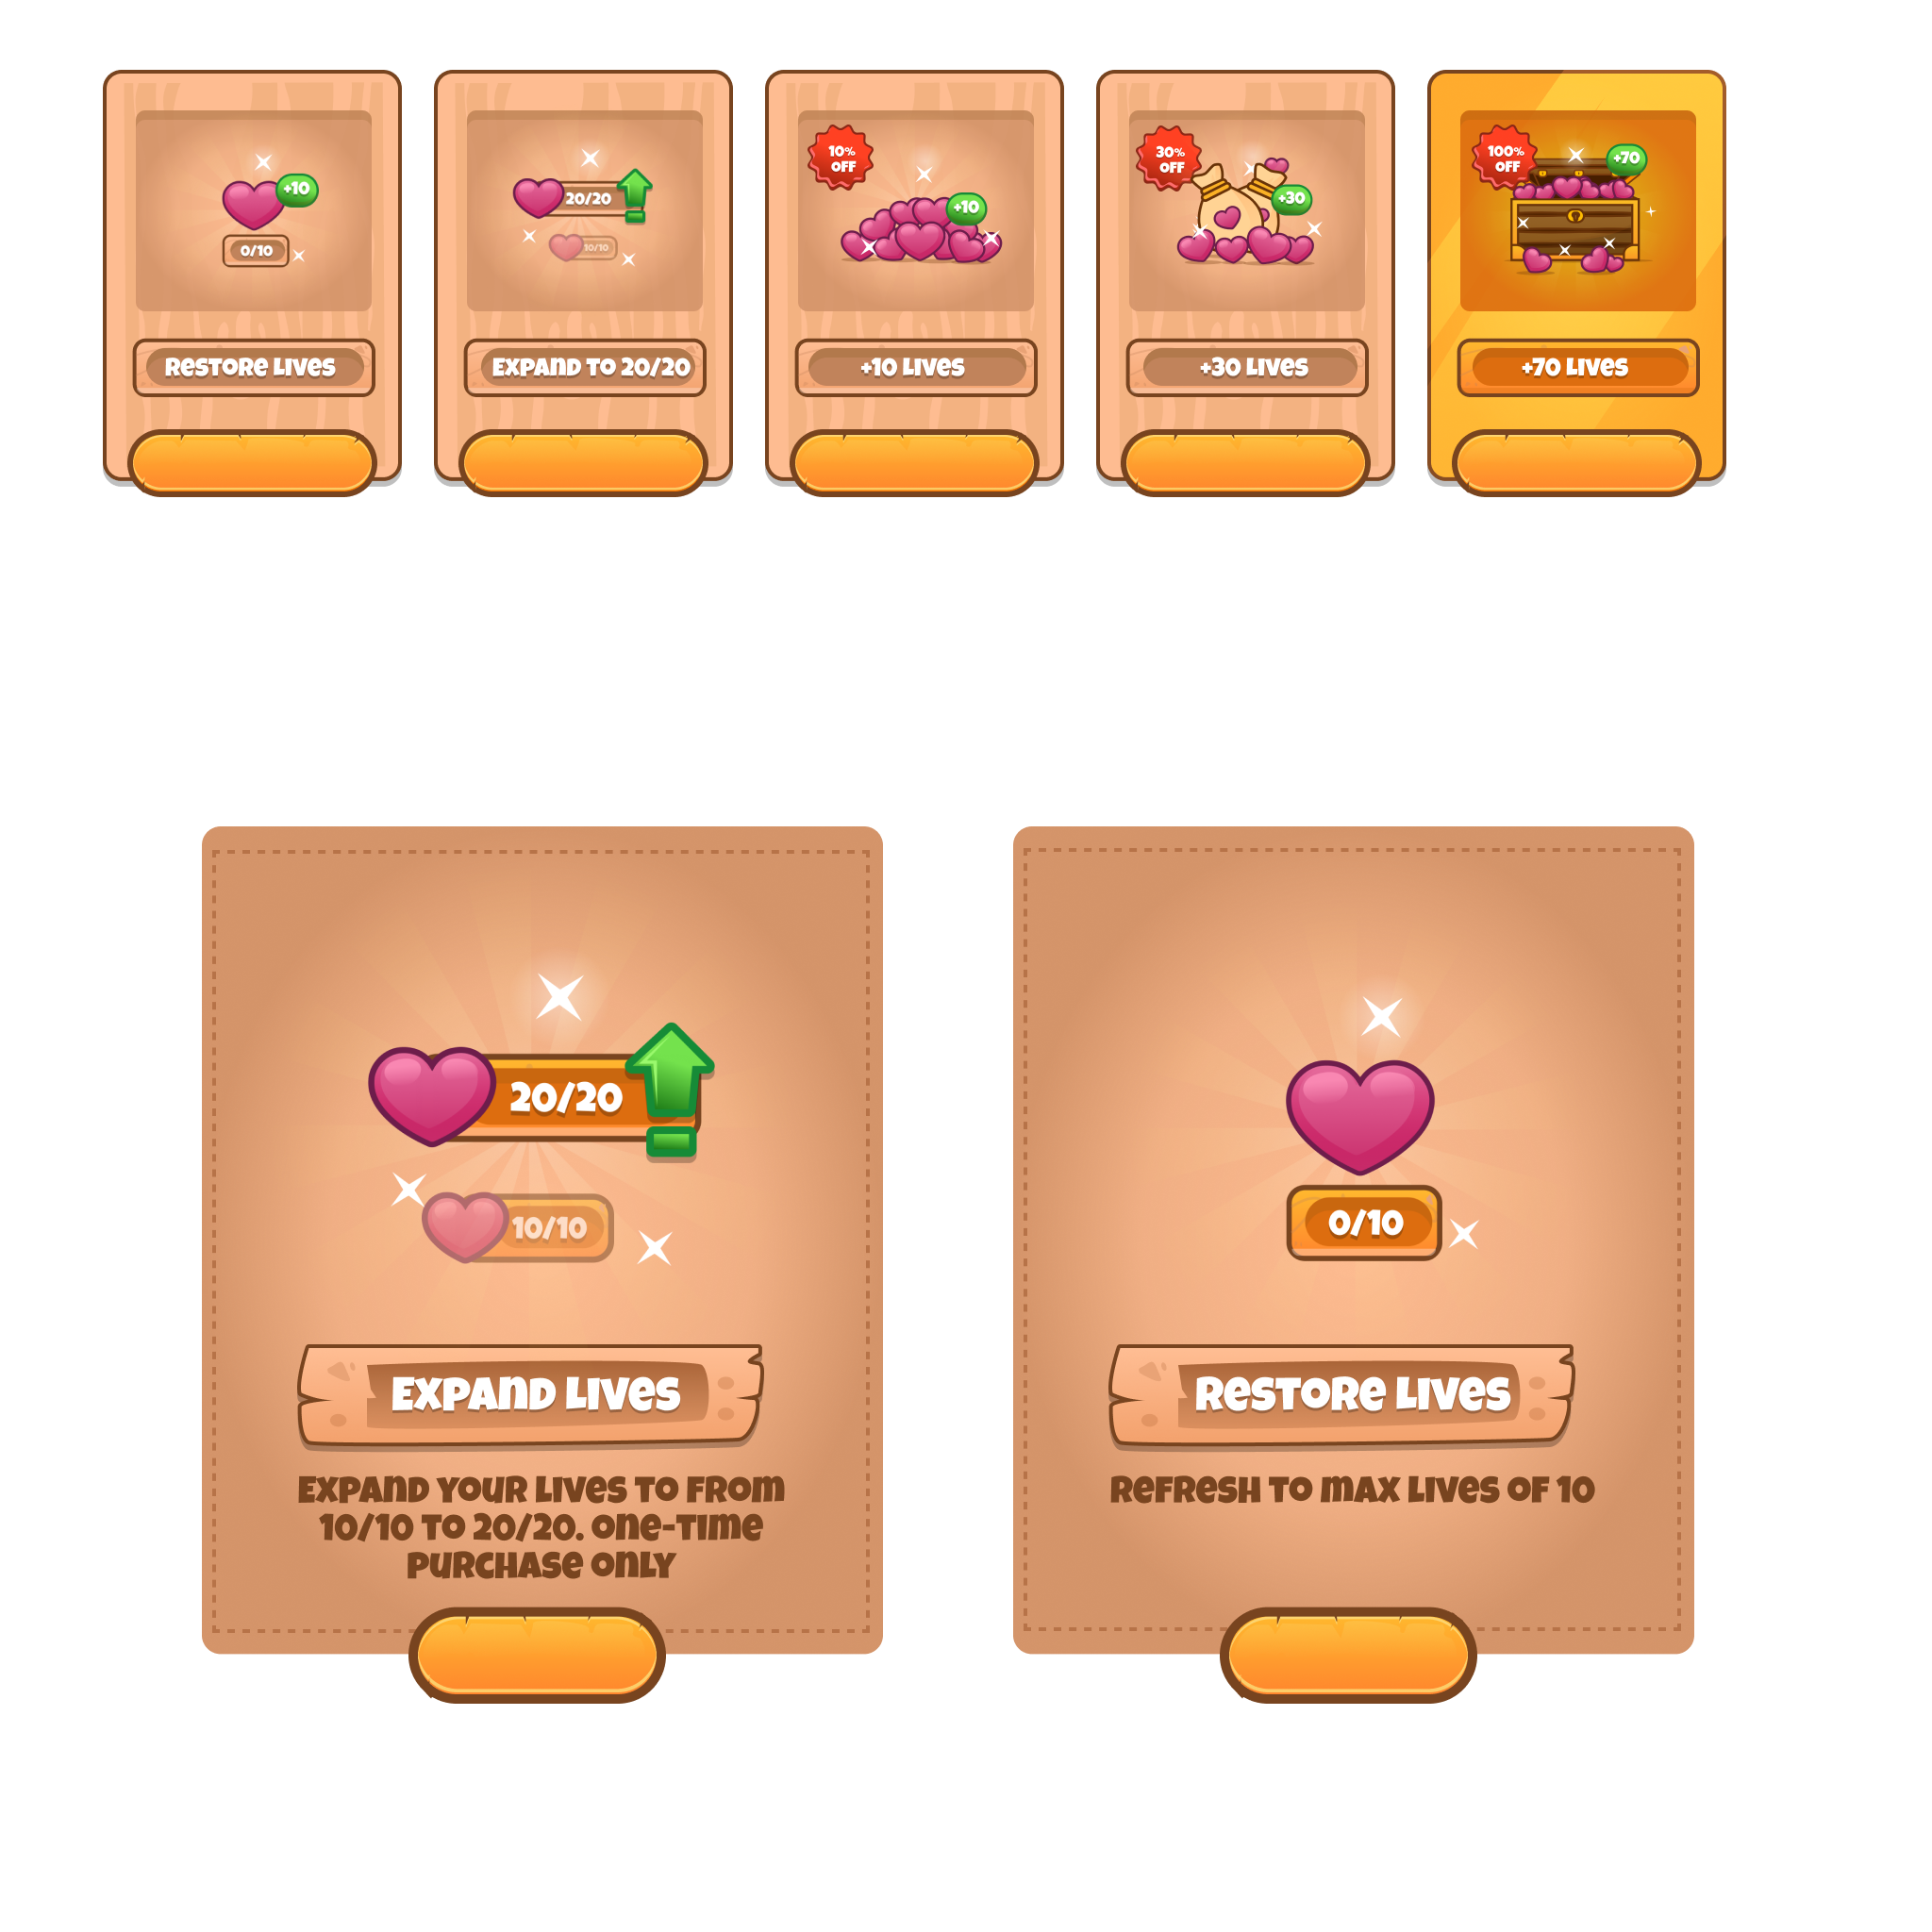 +10
0/10
RESTORE LIVES
20/20
10/10
EXPAND TO 20/20
10% OFF
+10
+10 LIVES
30% OFF
+30
+30 LIVES
100% OFF
+70
+70 LIVES
20/20
10/10
EXPAND LIVES
EXPAND YOUR LIVES TO FROM
10/10 TO 20/20. ONE-TIME
PURCHASE ONLY
0/10
RESTORE LIVES
REFRESH TO MAX LIVES OF 10